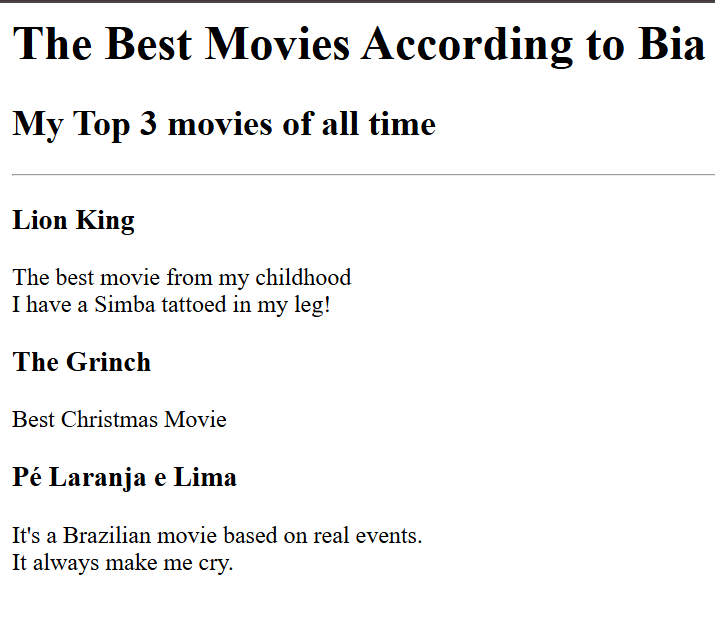 The Best Movies According to Bia
My Top 3 movies of all time
Lion King
The best movie from my childhood
I have a Simba tattoed in my leg!
The Grinch
Best Christmas Movie
Pé Laranja e Lima
It's a Brazilian movie based on real events.
It always make me cry.